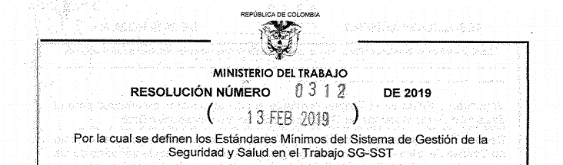 REPÚBLICA DE COLOMBIA
MINISTERIO DEL TRABAJO
RESOLUCIÓN NÚMERO 0312 DE 2019
( 13 FEB 2019 )
Por la cual se definen los Estándares Mínimos del Sistema de Gestión de la
Seguridad y Salud en el Trabajo SG-SST